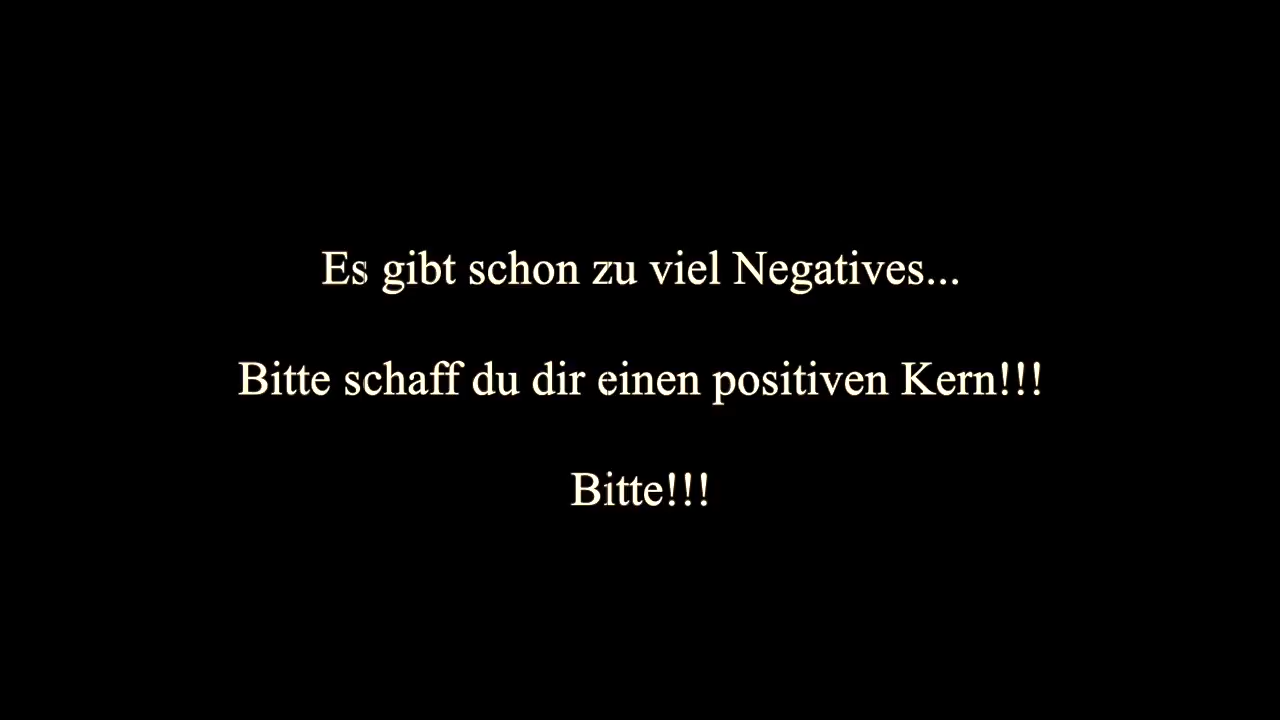 Es gibt schon zu viel Negatives...
Bitte schaff du dir einen positiven Kern!!!
Bitte!!!